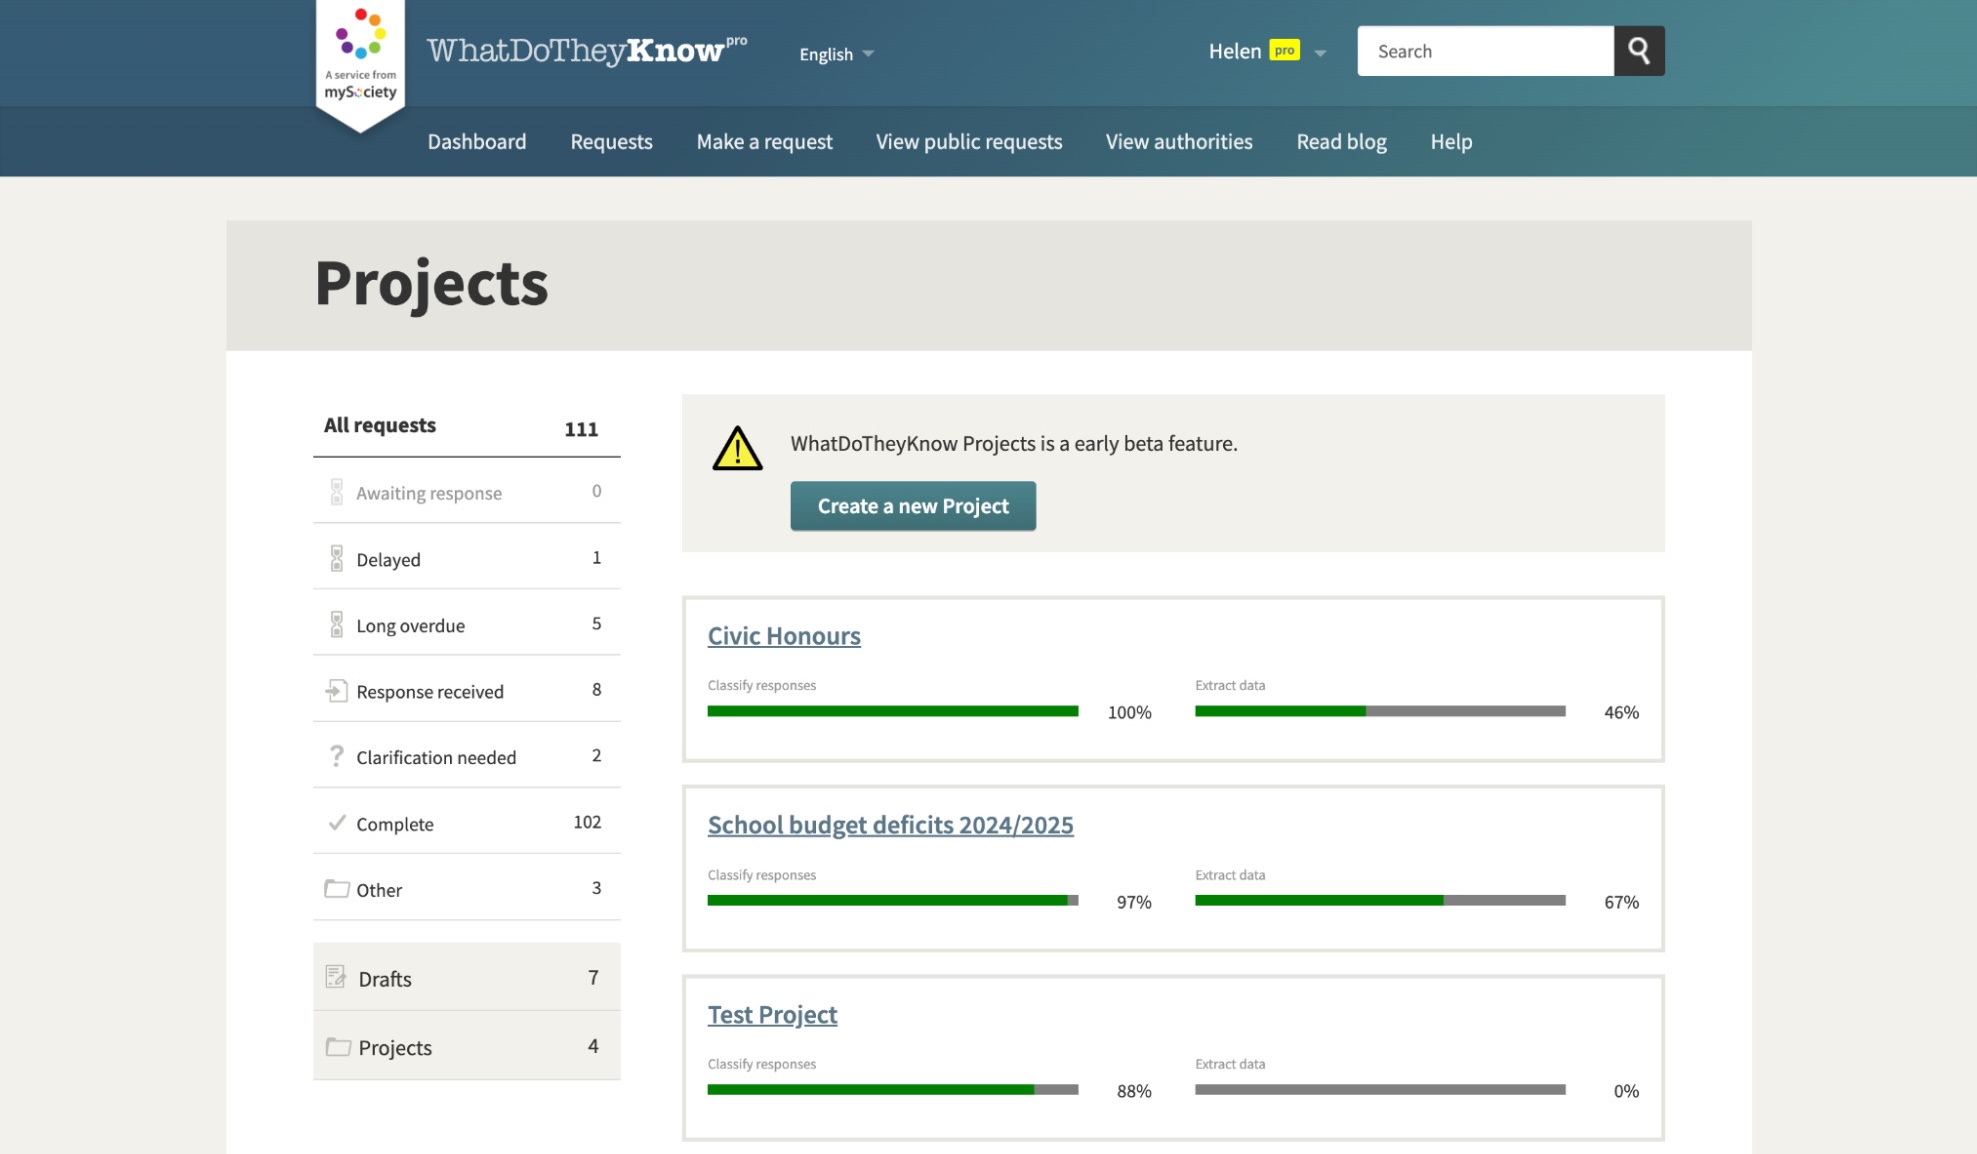 A service from
mySociety
WhatDoTheyKnowpro
English
Helen pro
Search
Dashboard Requests Make a request View public requests View authorities Read blog Help
Projects
All requests 111
Awaiting response 0
Delayed 1
Long overdue 5
Response received 8
Clarification needed 2
Complete 102
Other 3
Drafts 7
Projects 4
WhatDoTheyKnow Projects is a early beta feature.
Create a new Project
Civic Honours
Classify responses Extract data
100% 46%
School budget deficits 2024/2025
Classify responses Extract data
97% 67%
Test Project
Classify responses Extract data
88% 0%